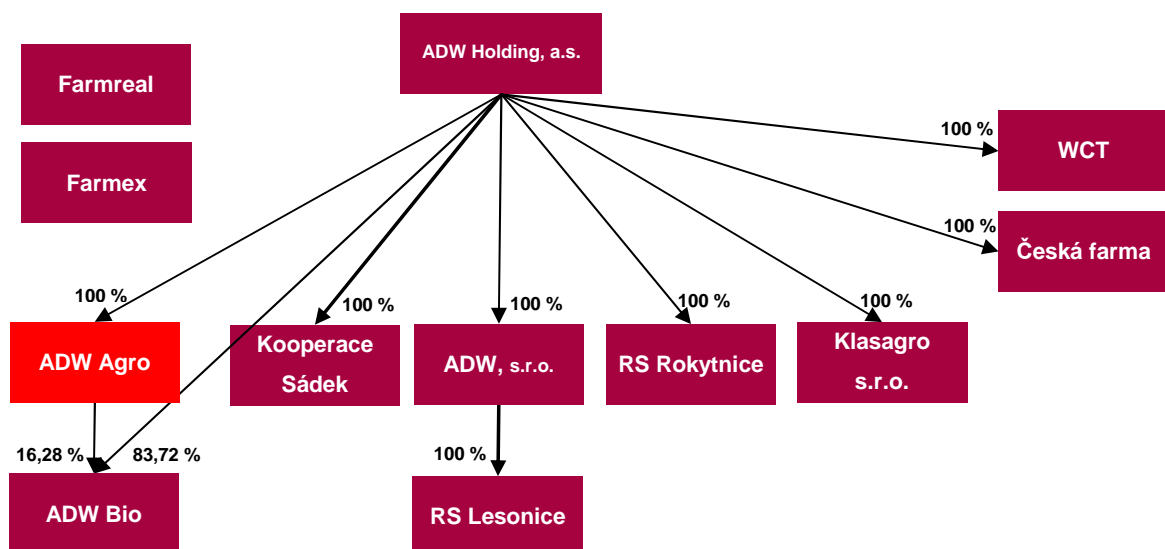 ADW Holding, a.s.
Farmreal
Farmex
100 %
WCT
100 %
Česká farma
100 %
100 %
100 %
100 %
100 %
ADW Agro
Kooperace
Sádek
ADW, s.r.o.
RS Rokytnice
Klasagro
s.r.o.
16,28 %
83,72 %
100 %
ADW Bio
RS Lesonice